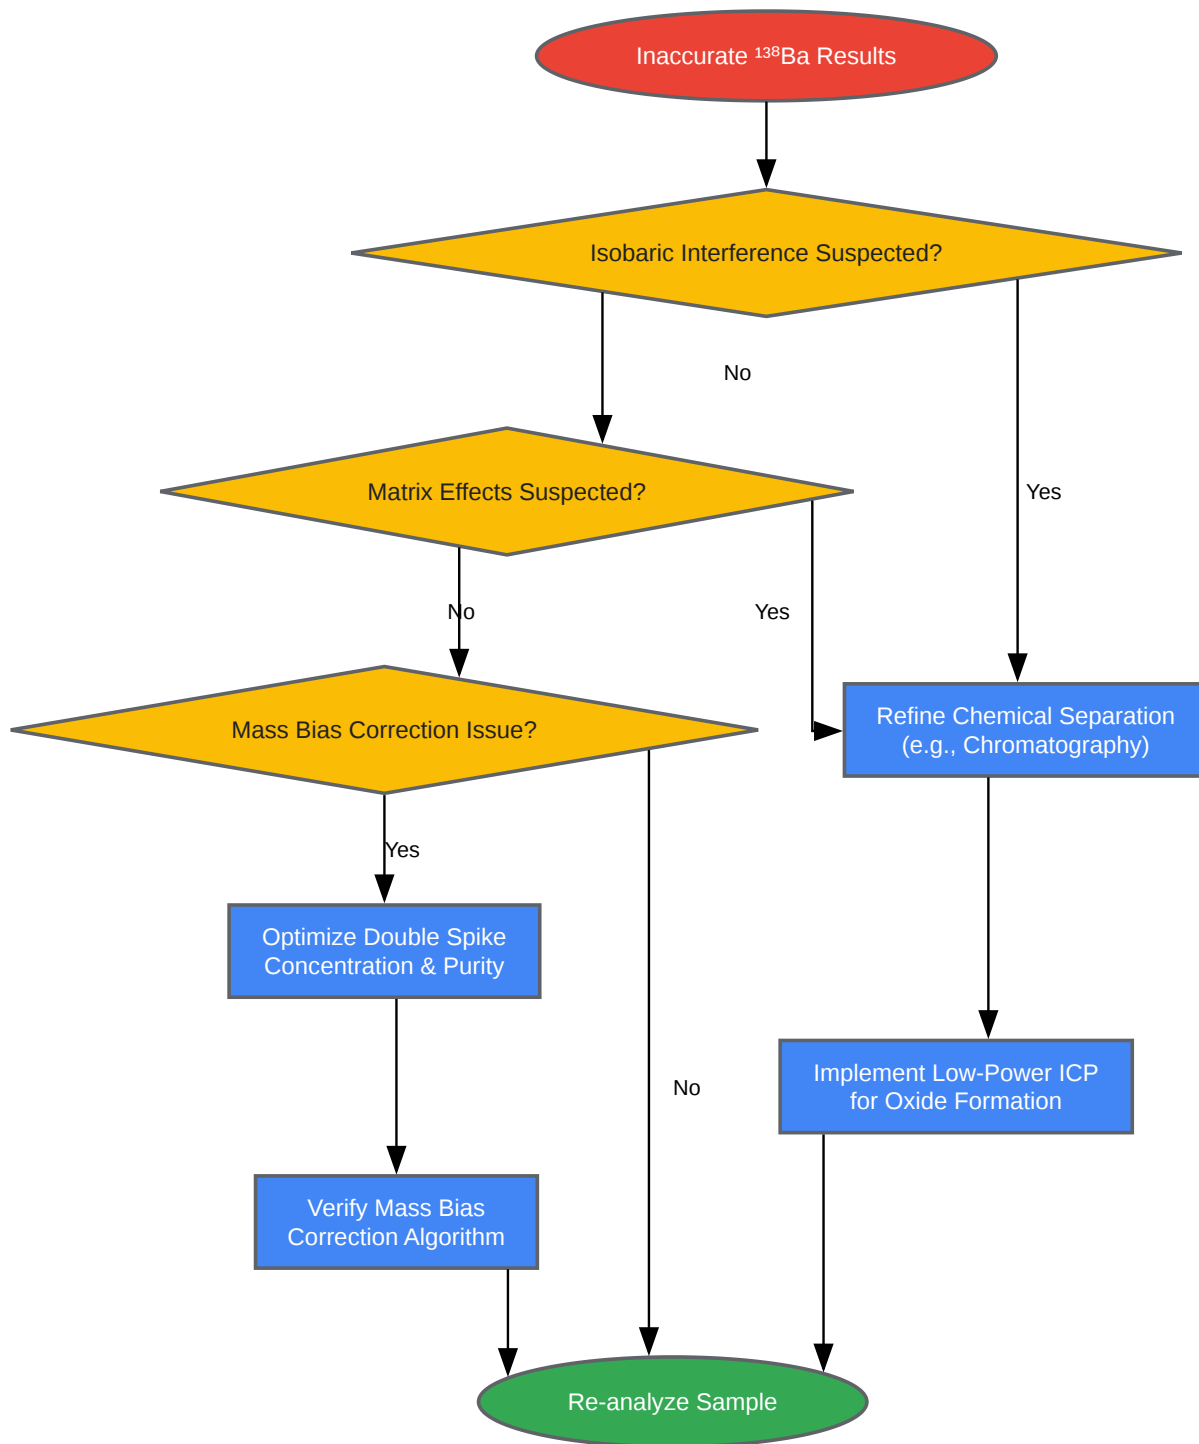 Inaccurate ¹³⁸Ba Results
Isobaric Interference Suspected?
No
Matrix Effects Suspected?
Yes
No
Yes
Mass Bias Correction Issue?
Refine Chemical Separation
(e.g., Chromatography)
Yes
Optimize Double Spike
Concentration & Purity
No
Implement Low-Power ICP
for Oxide Formation
Verify Mass Bias
Correction Algorithm
Re-analyze Sample